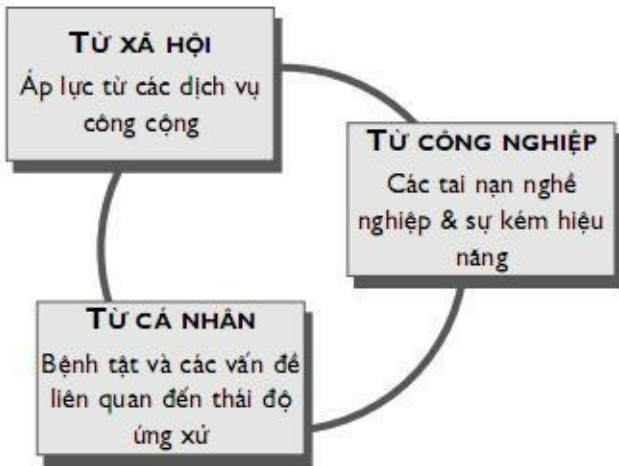 TỪ XÃ HỘI
Áp lực từ các dịch vụ
công cộng
TỪ CÔNG NGHIỆP
Các tai nạn nghề
nghiệp & sự kém hiệu
năng
TỪ CÁ NHÂN
Bệnh tật và các vấn đề
liên quan đến thái độ
ứng xử